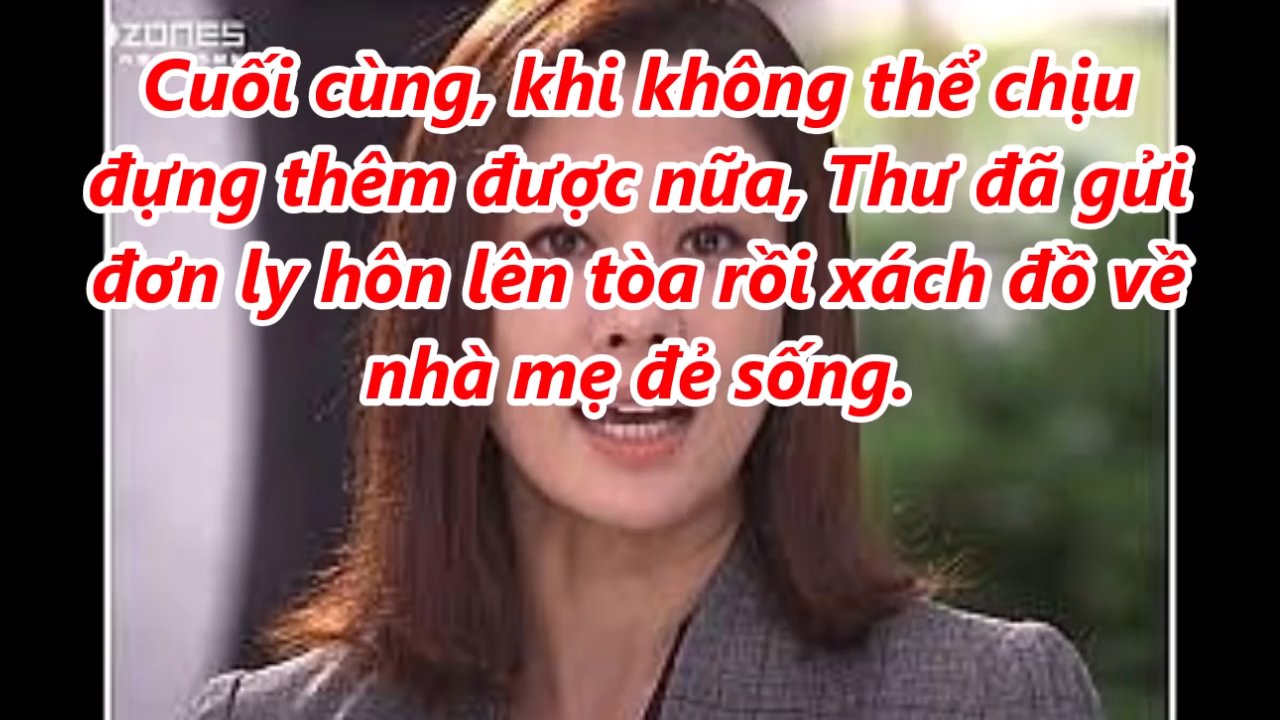 ZONES
Cuối cùng, khi không thể chịu
đựng thêm được nữa, Thư đã gửi
đơn ly hôn lên tòa rồi xách đồ về
nhà mẹ đẻ sống.